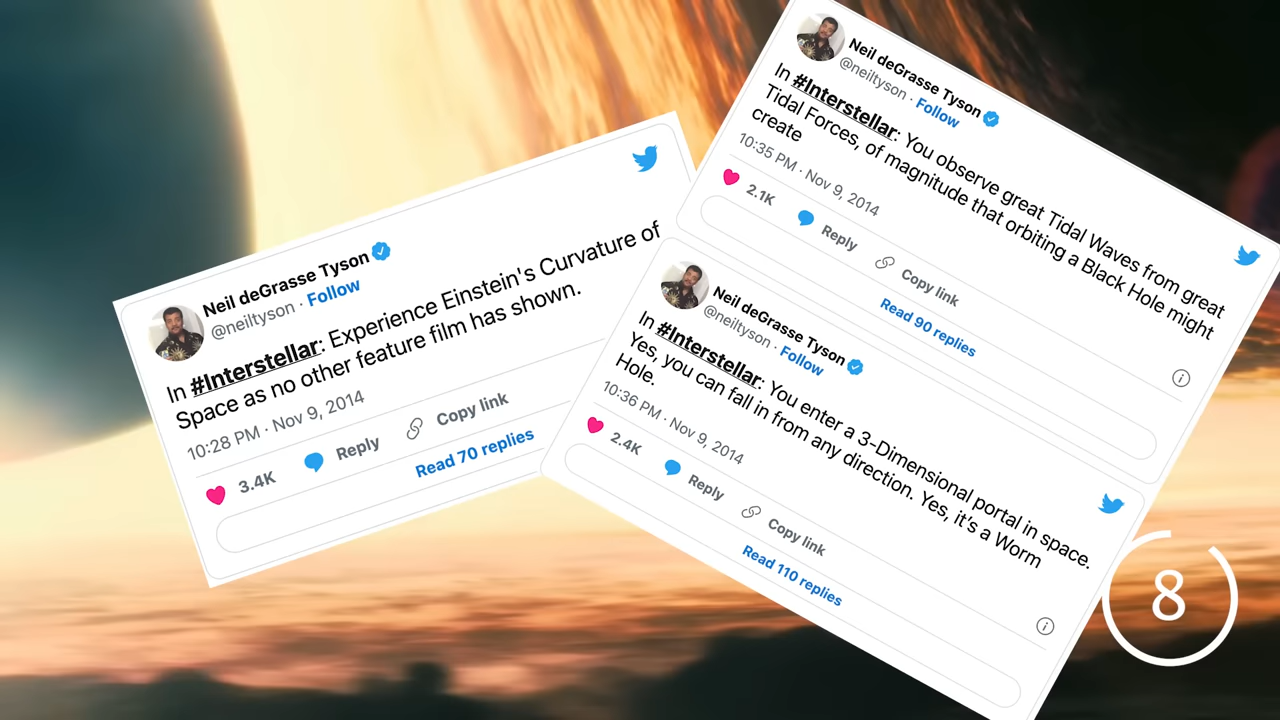 Neil deGrasse Tyson
@neiltyson · Follow
In #Interstellar: Experience Einstein's Curvature of
Space as no other feature film has shown.
10:28 PM · Nov 9, 2014
3.4K Reply Copy link
Read 70 replies
Neil deGrasse Tyson
@neiltyson · Follow
In #Interstellar: You observe great Tidal Waves from great
Tidal Forces, of magnitude that orbiting a Black Hole might
create
10:35 PM · Nov 9, 2014
2.1K Reply Copy link
Read 90 replies
Neil deGrasse Tyson
@neiltyson · Follow
In #Interstellar: You enter a 3-Dimensional portal in space.
Yes, you can fall in from any direction. Yes, it's a Worm
Hole.
10:36 PM · Nov 9, 2014
2.4K Reply Copy link
Read 110 replies
8